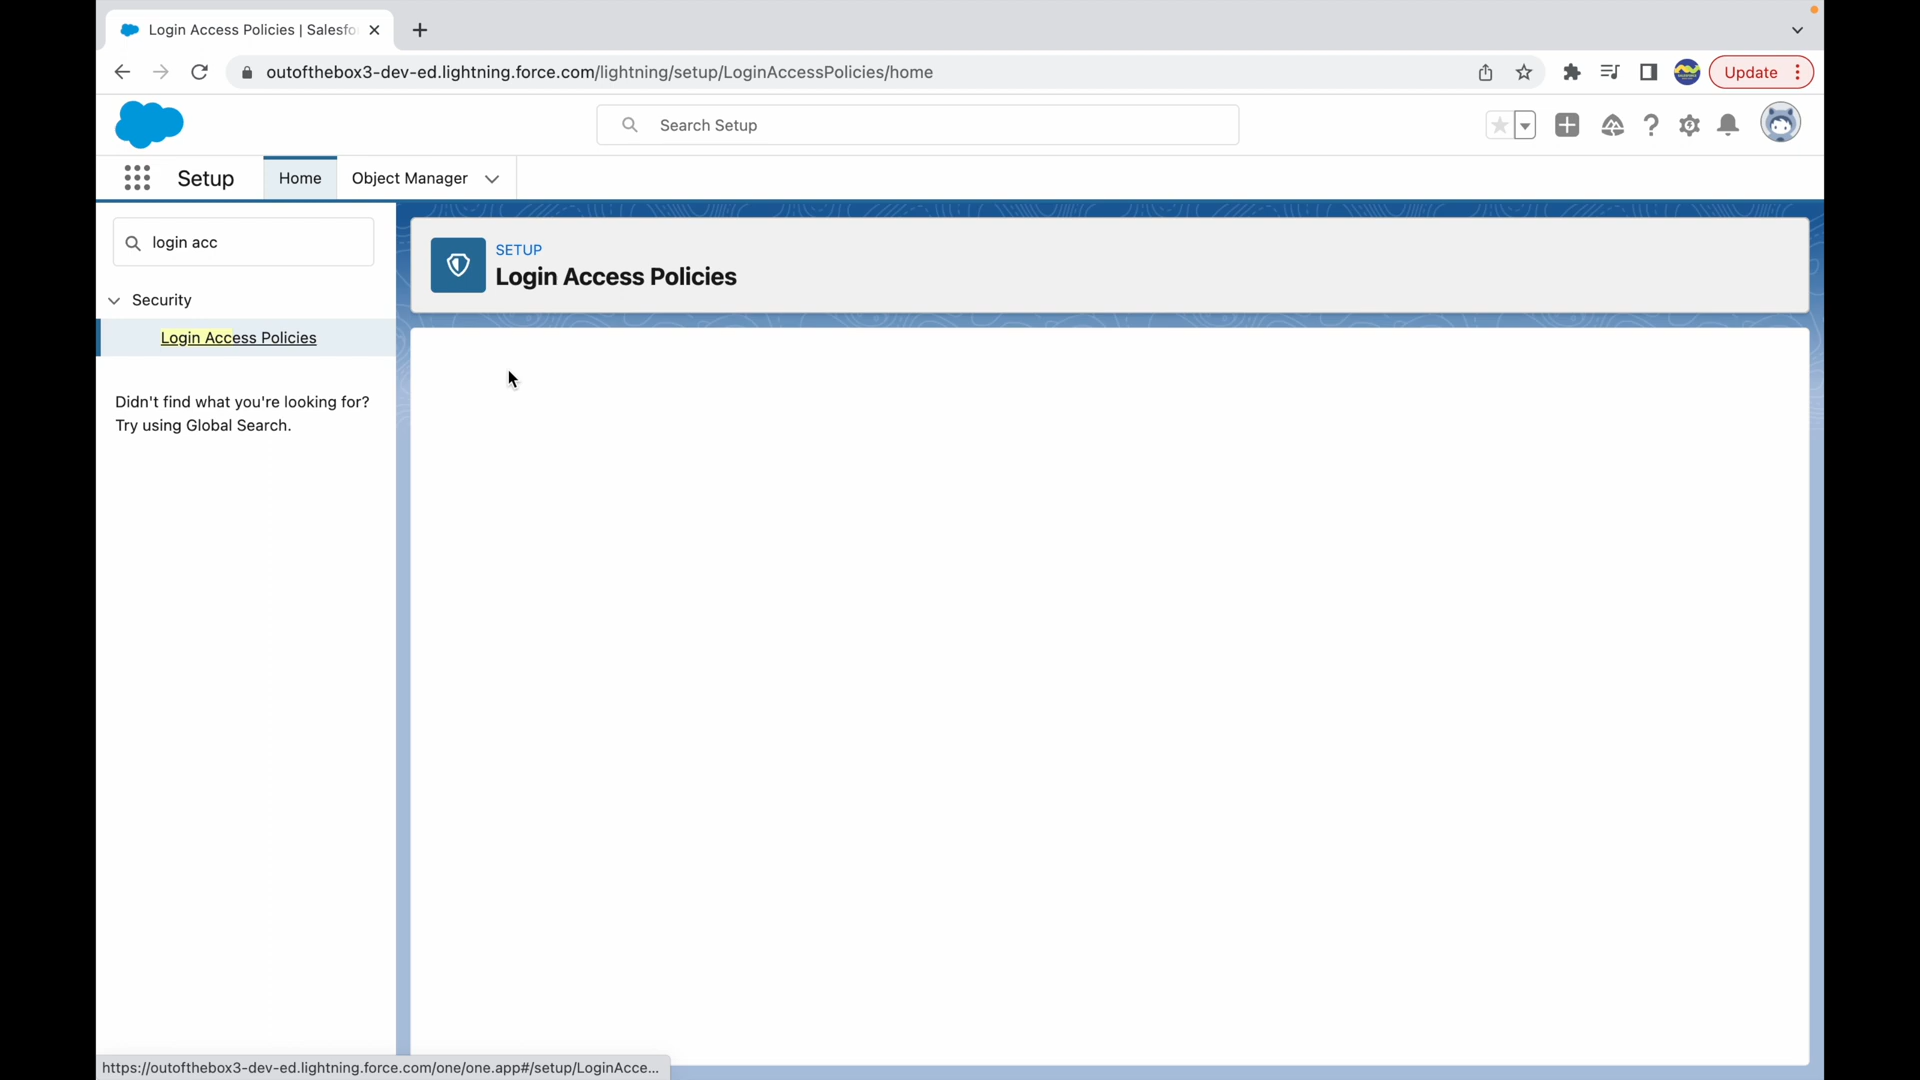 Login Access Policies | Salesfo
outofthebox3-dev-ed.lightning.force.com/lightning/setup/LoginAccessPolicies/home
Update
Search Setup
Setup
Home
Object Manager
login acc
Security
Login Access Policies
Didn't find what you're looking for?
Try using Global Search.
SETUP
Login Access Policies
https://outofthebox3-dev-ed.lightning.force.com/one/one.app#/setup/LoginAcce...